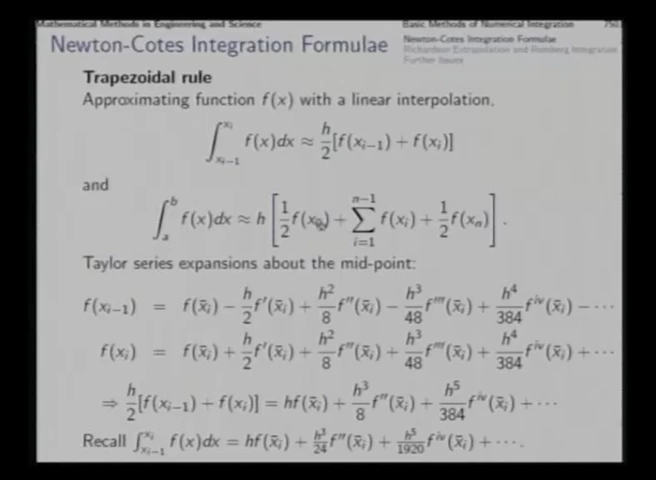 Mathematical Methods in Engineering and Science
Basic Methods of Numerical Integration
Newton-Cotes Integration Formulae
Newton-Cotes Integration Formulae
Richardson Extrapolation and Romberg Integration
Further Issues
Trapezoidal rule
Approximating function f(x) with a linear interpolation,
∫_{x_{i−1}}^{x_i} f(x)dx ≈ h/2 [f(x_{i−1}) + f(x_i)]
and
∫_a^b f(x)dx ≈ h [ 1/2 f(x_0) + ∑_{i=1}^{n−1} f(x_i) + 1/2 f(x_n) ] .
Taylor series expansions about the mid-point:
f(x_{i−1}) = f(x̄_i) − h/2 f′(x̄_i) + h²/8 f″(x̄_i) − h³/48 f‴(x̄_i) + h⁴/384 f^{iv}(x̄_i) − ···
f(x_i) = f(x̄_i) + h/2 f′(x̄_i) + h²/8 f″(x̄_i) + h³/48 f‴(x̄_i) + h⁴/384 f^{iv}(x̄_i) + ···
⇒ h/2 [f(x_{i−1}) + f(x_i)] = hf(x̄_i) + h³/8 f″(x̄_i) + h⁵/384 f^{iv}(x̄_i) + ···
Recall ∫_{x_{i−1}}^{x_i} f(x)dx = hf(x̄_i) + h³/24 f″(x̄_i) + h⁵/1920 f^{iv}(x̄_i) + ··· .